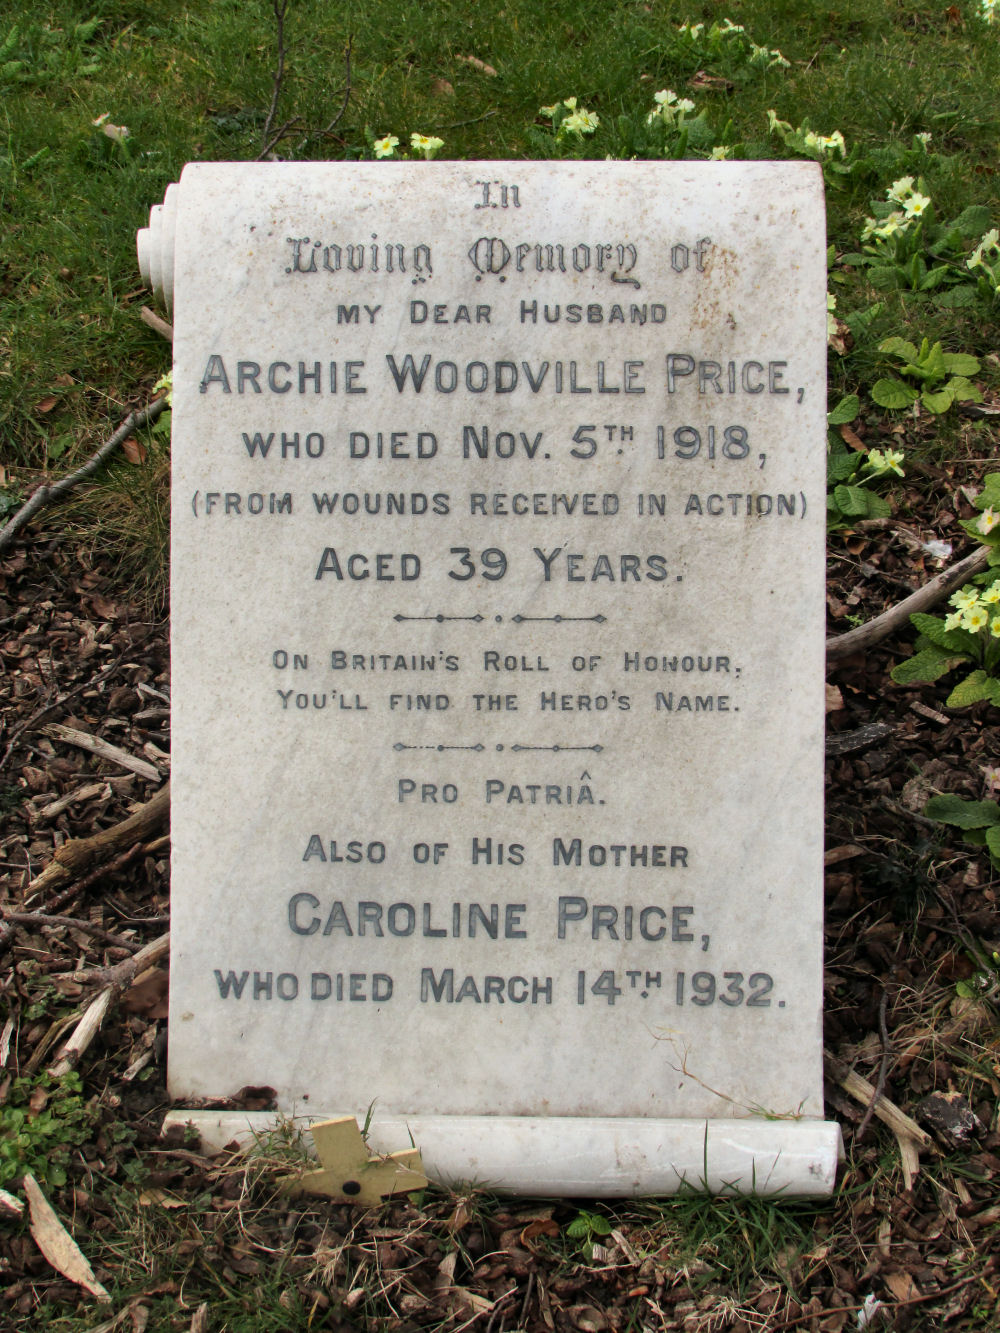 In
Loving Memory of
MY DEAR HUSBAND
ARCHIE WOODVILLE PRICE,
WHO DIED NOV. 5TH. 1918,
(FROM WOUNDS RECEIVED IN ACTION)
AGED 39 YEARS.
ON BRITAIN'S ROLL OF HONOUR.
YOU'LL FIND THE HERO'S NAME.
PRO PATRIÂ.
ALSO OF HIS MOTHER
CAROLINE PRICE,
WHO DIED MARCH 14TH. 1932.